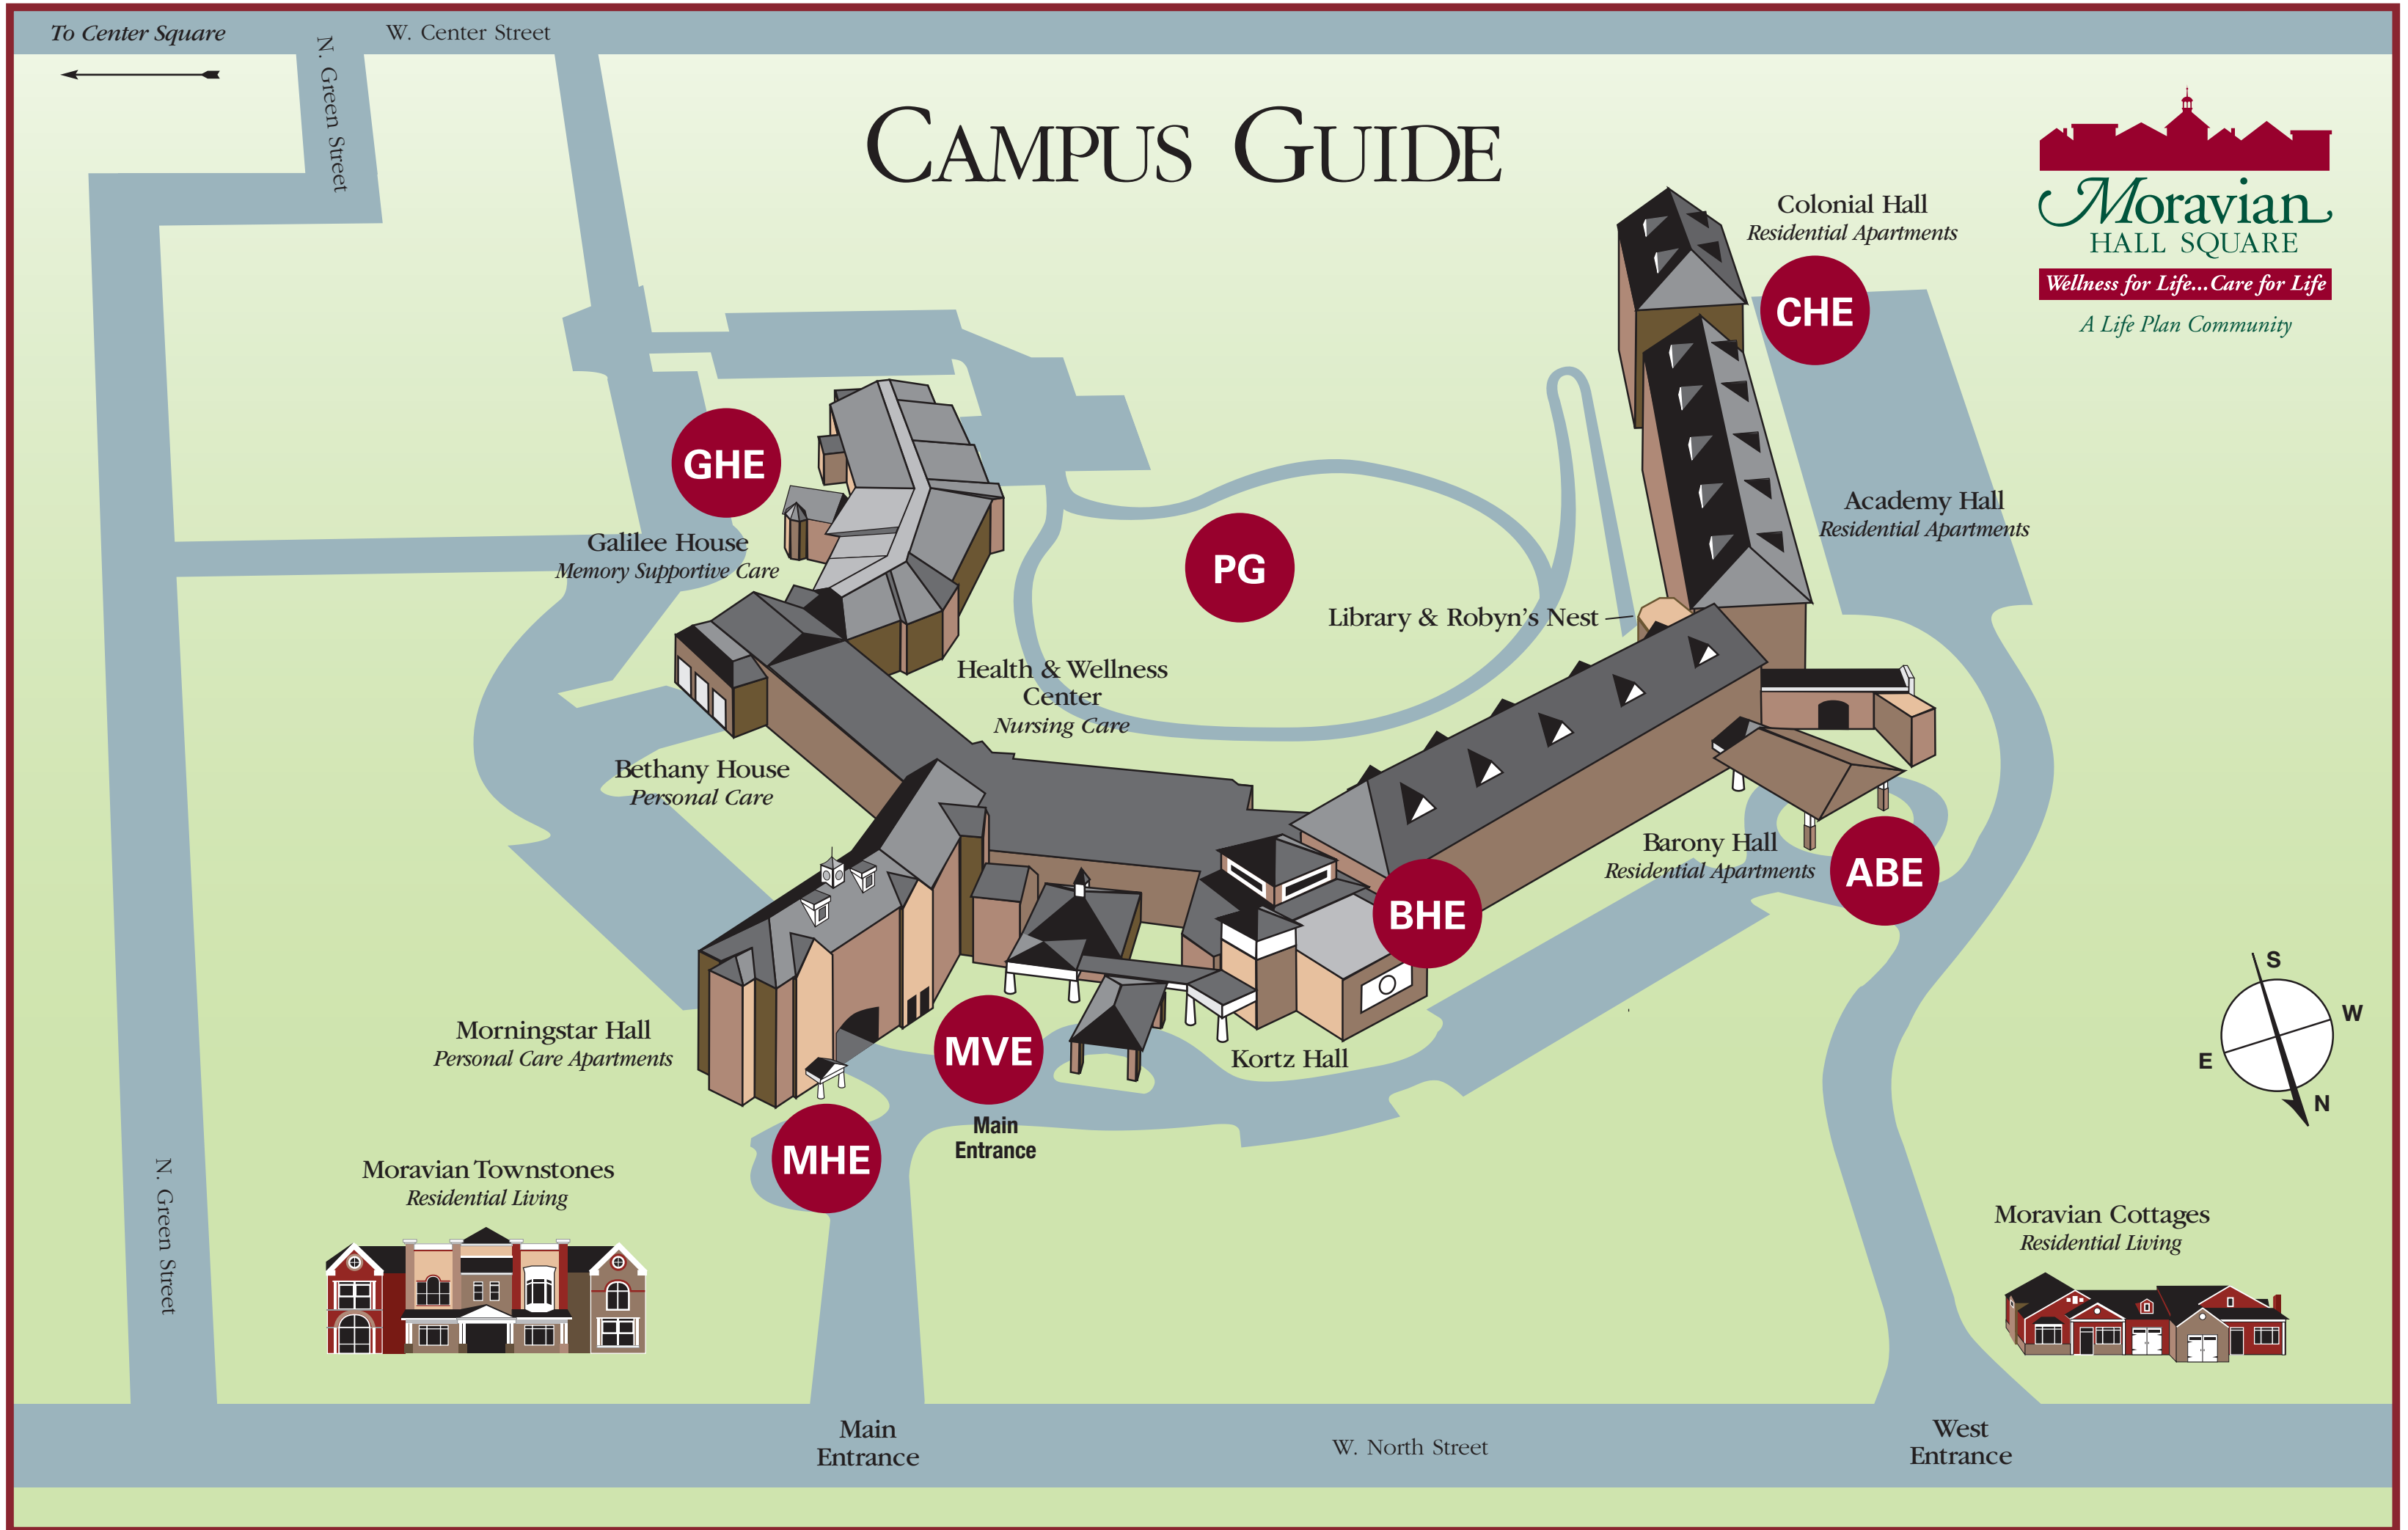 To Center Square
N. Green Street
W. Center Street
CAMPUS GUIDE
Moravian
HALL SQUARE
Wellness for Life...Care for Life
A Life Plan Community
Colonial Hall
Residential Apartments
CHE
GHE
Galilee House
Memory Supportive Care
PG
Academy Hall
Residential Apartments
Library & Robyn's Nest
Health & Wellness
Center
Nursing Care
Bethany House
Personal Care
Barony Hall
Residential Apartments
ABE
BHE
Morningstar Hall
Personal Care Apartments
MVE
Main
Entrance
Kortz Hall
MHE
S
W
E
N
Moravian Townstones
Residential Living
N. Green Street
Moravian Cottages
Residential Living
Main
Entrance
W. North Street
West
Entrance